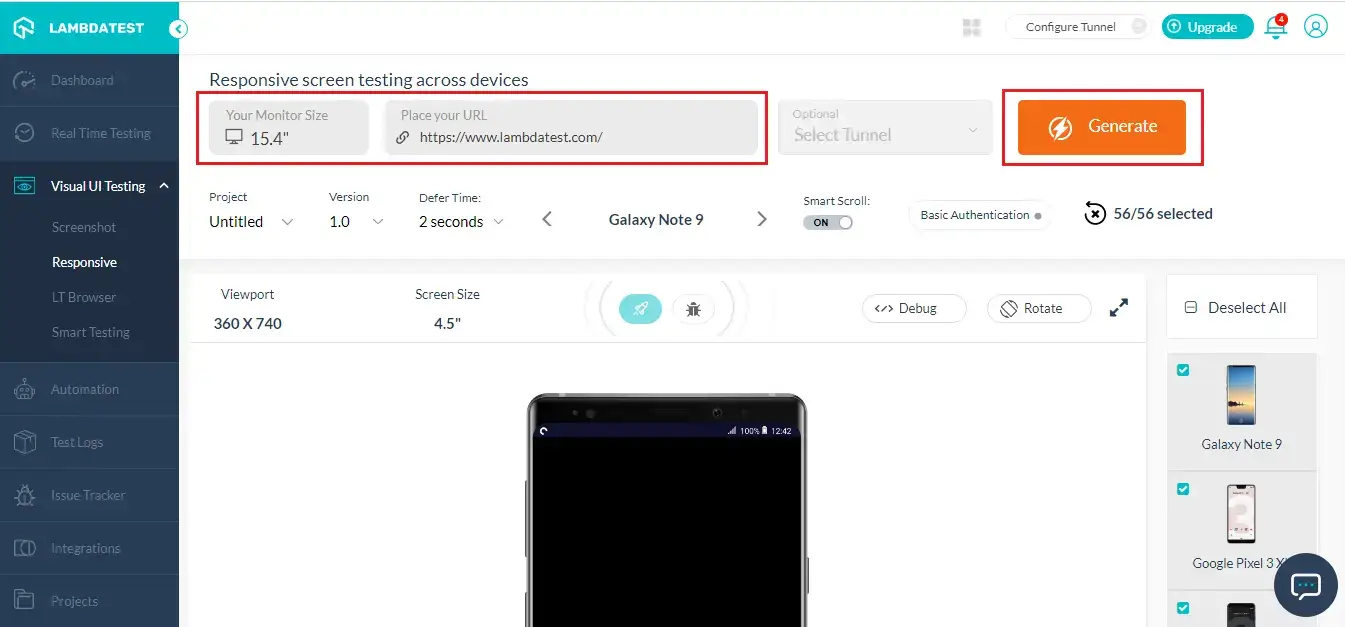 LAMBDATEST
Configure Tunnel
Upgrade
4
Dashboard
Real Time Testing
Visual UI Testing
Screenshot
Responsive
LT Browser
Smart Testing
Automation
Test Logs
Issue Tracker
Integrations
Projects
Responsive screen testing across devices
Your Monitor Size
15.4"
Place your URL
https://www.lambdatest.com/
Optional
Select Tunnel
Generate
Project
Untitled
Version
1.0
Defer Time:
2 seconds
Galaxy Note 9
Smart Scroll:
ON
Basic Authentication
56/56 selected
Viewport
360 X 740
Screen Size
4.5"
Debug
Rotate
100% 12:42
Deselect All
Galaxy Note 9
Google Pixel 3